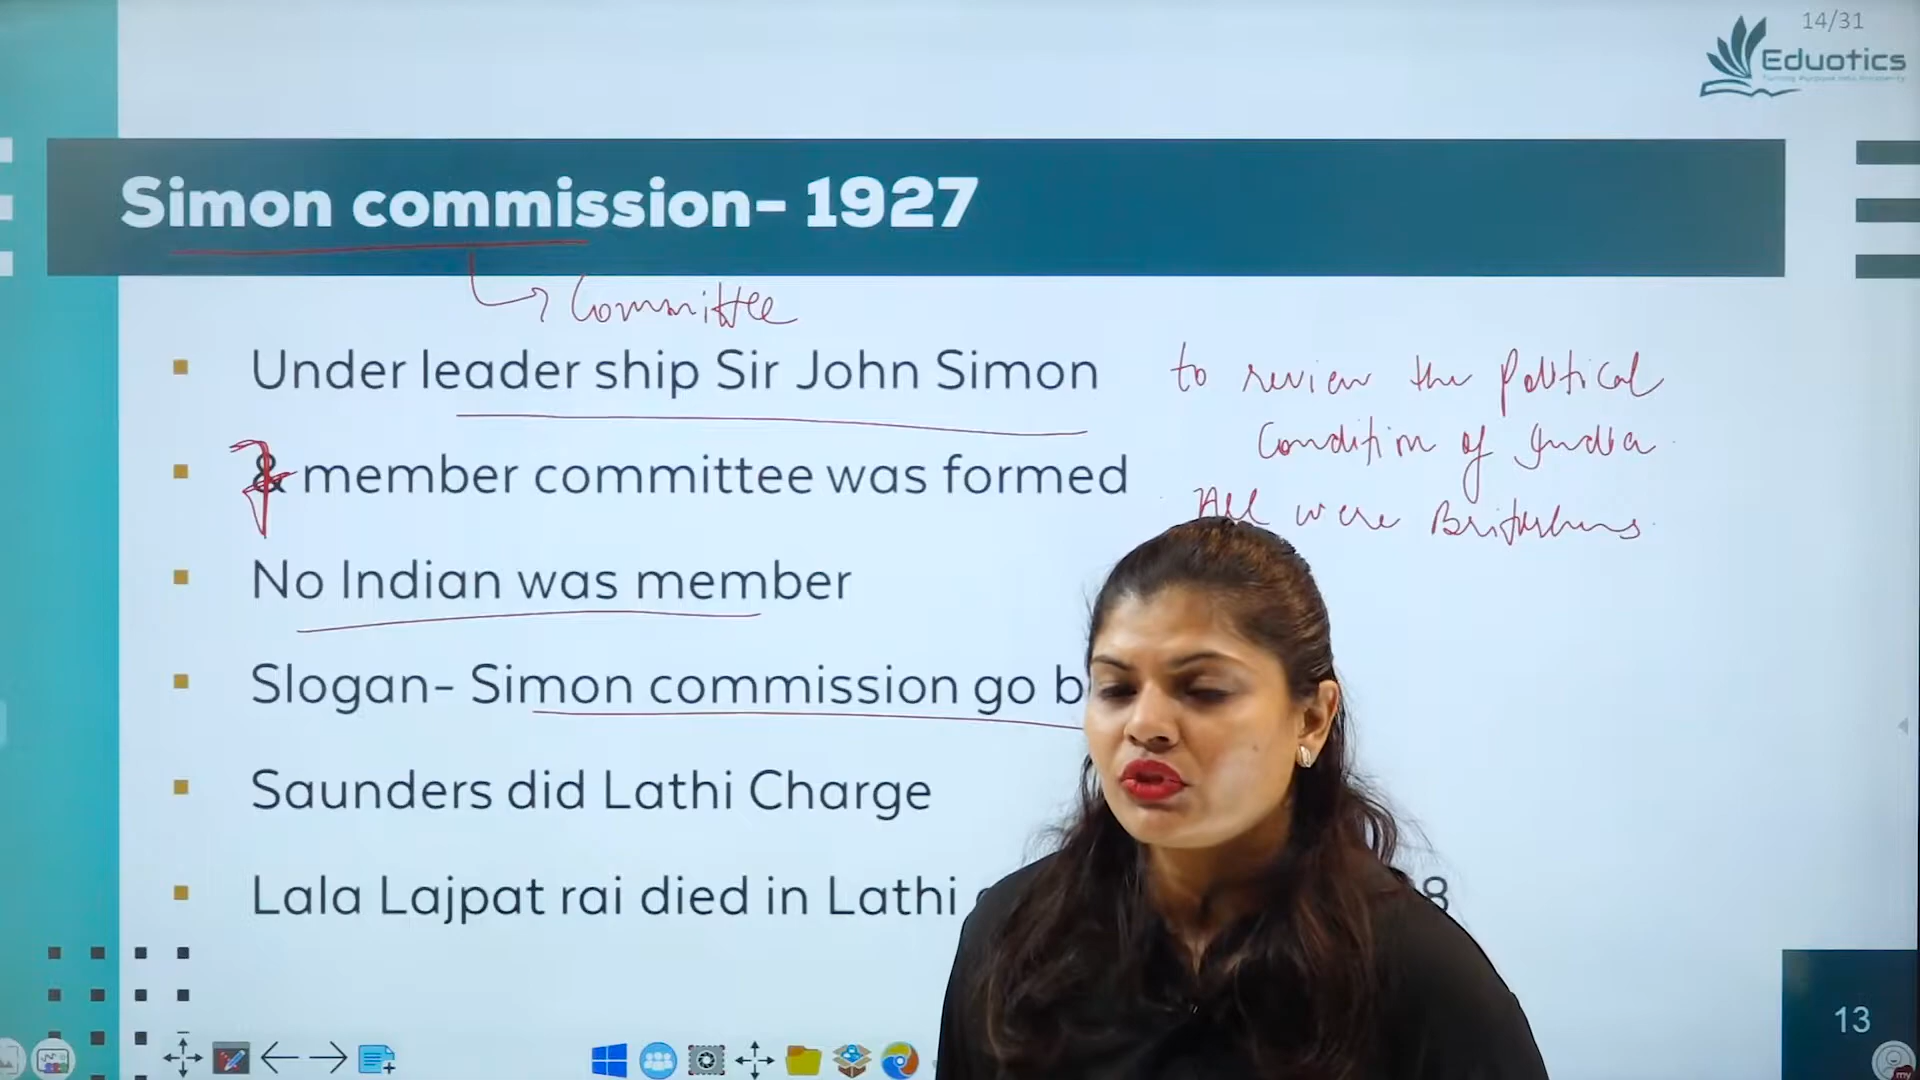 14/31
Eduotics
Simon commission- 1927
Committee
Under leader ship Sir John Simon
to review the political
Condition of India
7 member committee was formed
All were Britishers
No Indian was member
Slogan- Simon commission go b
Saunders did Lathi Charge
Lala Lajpat rai died in Lathi 8
13